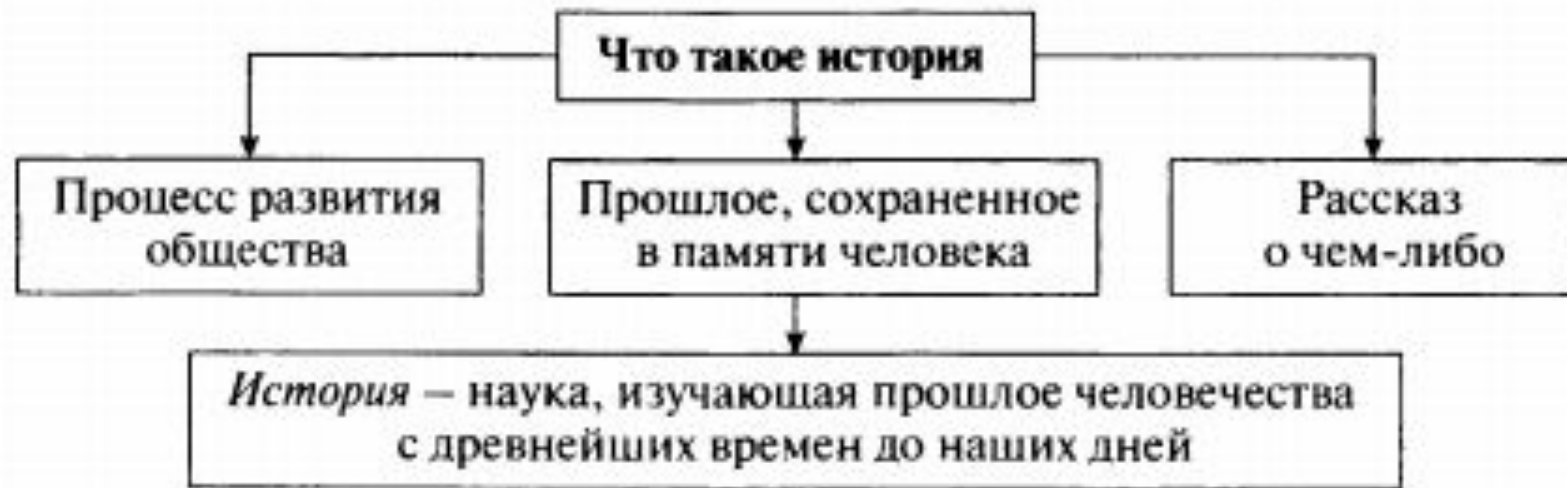 Что такое история
Процесс развития
общества
Прошлое, сохраненное
в памяти человека
Рассказ
о чем-либо
История – наука, изучающая прошлое человечества
с древнейших времен до наших дней